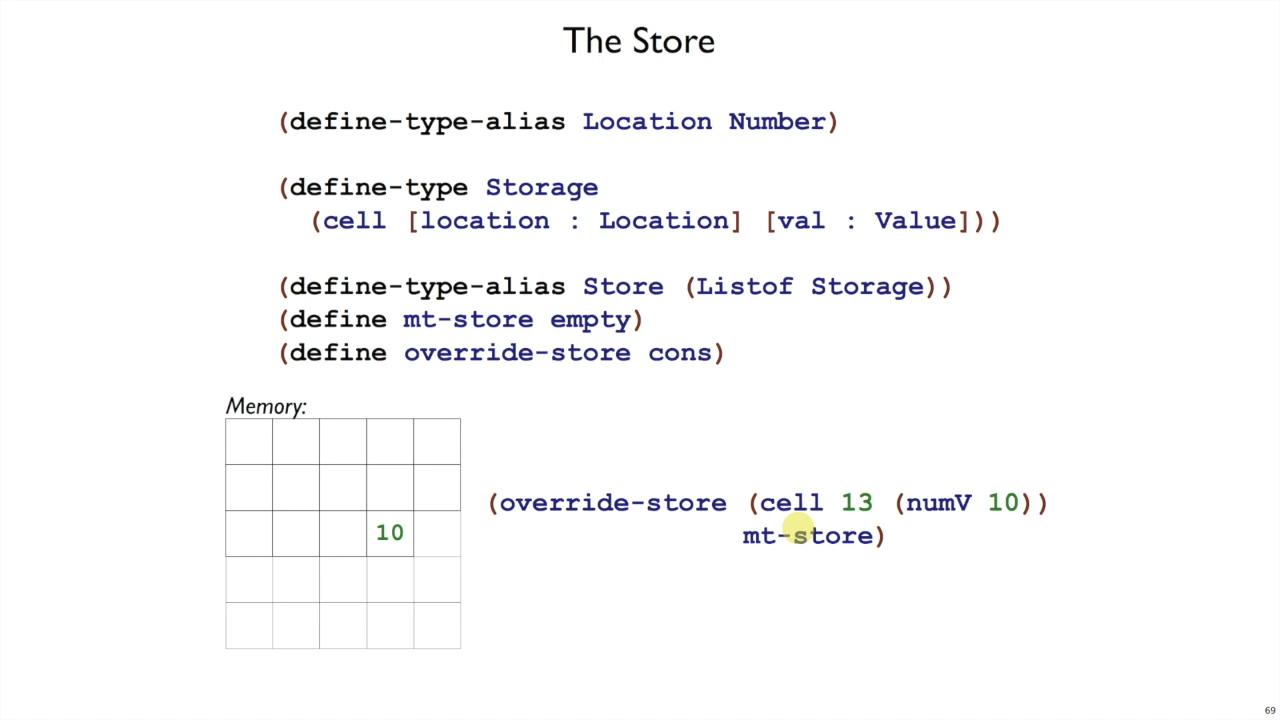 The Store
(define-type-alias Location Number)
(define-type Storage
(cell [location : Location] [val : Value]))
(define-type-alias Store (Listof Storage))
(define mt-store empty)
(define override-store cons)
Memory:
10
(override-store (cell 13 (numV 10))
mt-store)
69